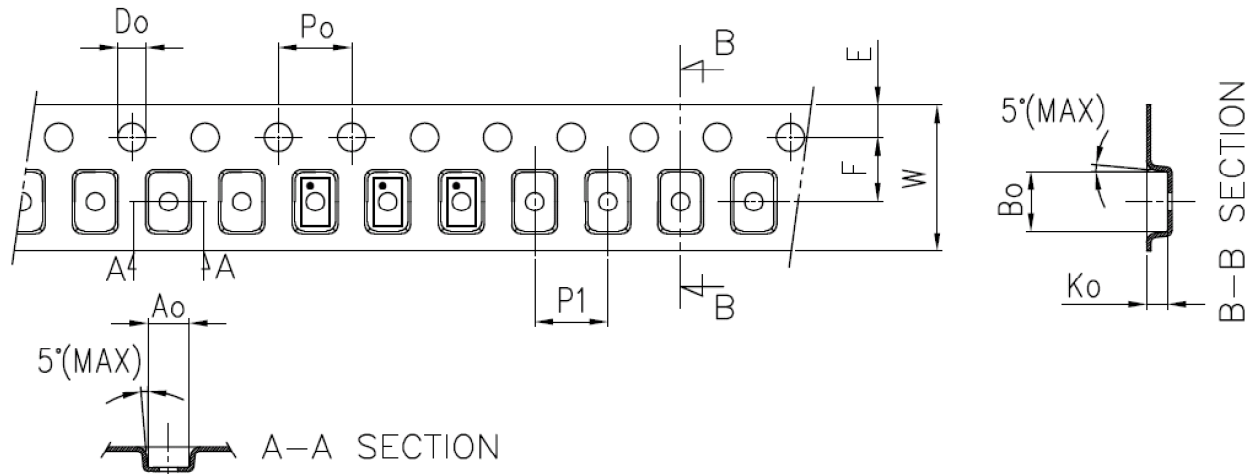 Do
Po
B
E
5°(MAX)
F
W
Bo
B-B SECTION
A
A
Ao
P1
B
Ko
5°(MAX)
A-A SECTION